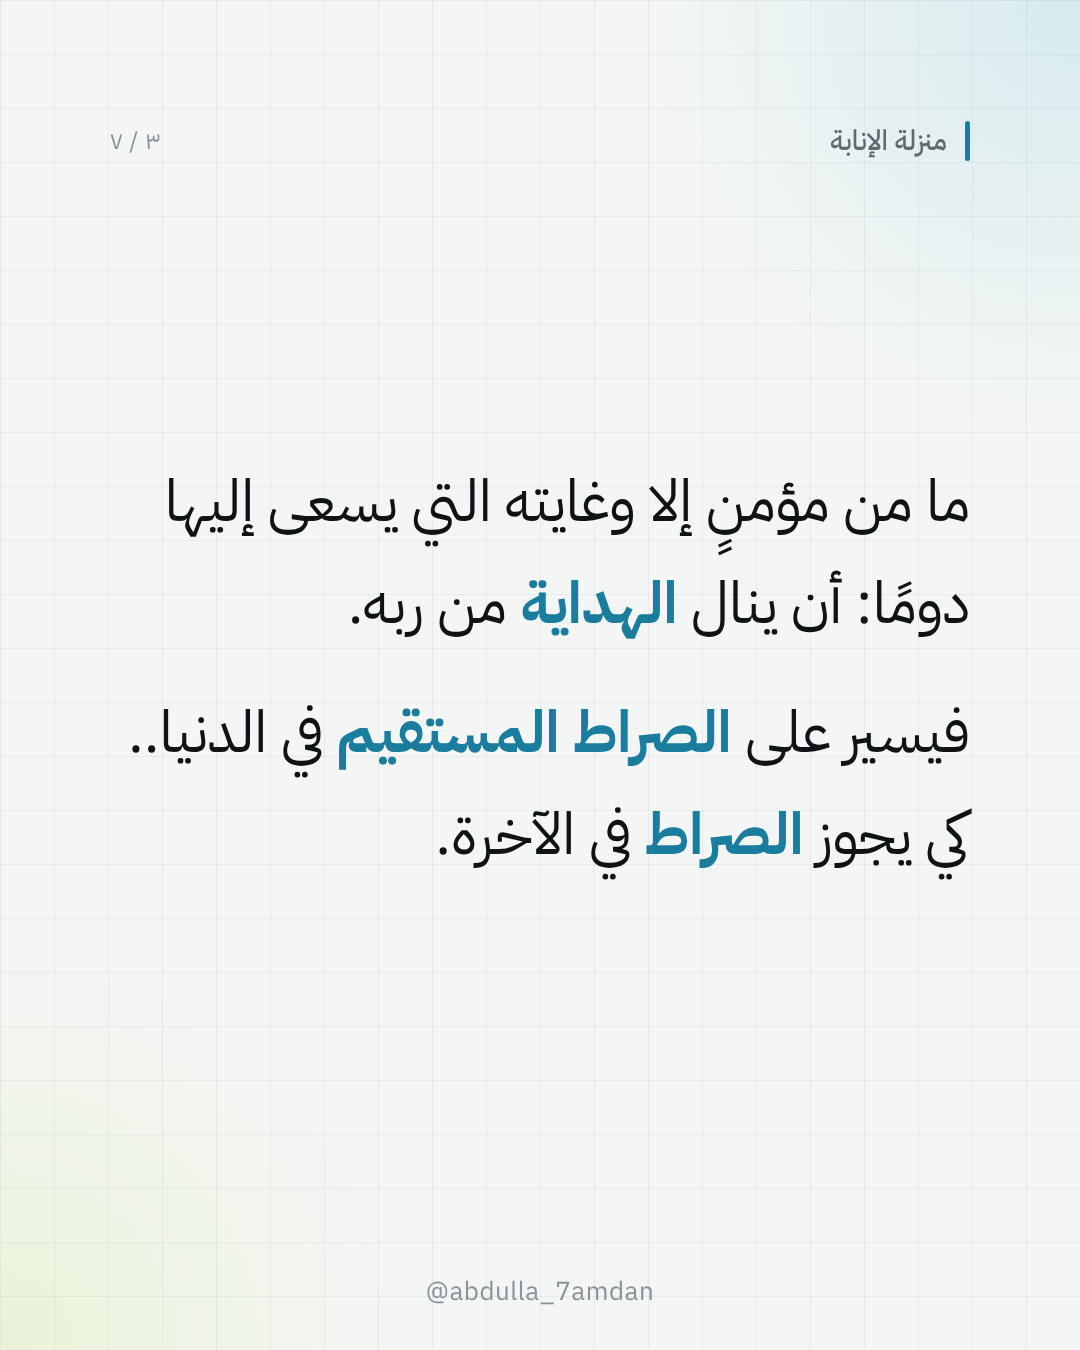 منزلة الإنابة
٣ / ٧
ما من مؤمنٍ إلا وغايته التي يسعى إليها
دومًا: أن ينال الهداية من ربه.
فيسير على الصراط المستقيم في الدنيا..
كي يجوز الصراط في الآخرة.
@abdulla_7amdan